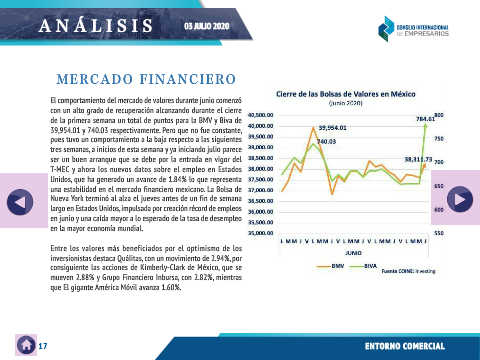 ANÁLISIS
03 JULIO 2020
CONSEJO INTERNACIONAL
DE EMPRESARIOS
MERCADO FINANCIERO
El comportamiento del mercado de valores durante junio comenzó
con un alto grado de recuperación alcanzando durante el cierre
de la primera semana un total de puntos para la BMV y Biva de
39,954.01 y 740.03 respectivamente. Pero que no fue constante,
pues tuvo un comportamiento a la baja respecto a las siguientes
tres semanas, a inicios de esta semana y ya iniciando julio parece
ser un buen arranque que se debe por la entrada en vigor del
T-MEC y ahora los nuevos datos sobre el empleo en Estados
Unidos, que ha generado un avance de 1.84% lo que representa
una estabilidad en el mercado financiero mexicano. La Bolsa de
Nueva York terminó al alza el jueves antes de un fin de semana
largo en Estados Unidos, impulsada por creación récord de empleos
en junio y una caída mayor a lo esperado de la tasa de desempleo
en la mayor economía mundial.
Entre los valores más beneficiados por el optimismo de los
inversionistas destaca Quálitas, con un movimiento de 2.94%, por
consiguiente las acciones de Kimberly-Clark de México, que se
mueven 2.88% y Grupo Financiero Inbursa, con 2.82%, mientras
que El gigante América Móvil avanza 1.60%.
Cierre de las Bolsas de Valores en México
(junio 2020)
40,500.00
40,000.00
39,500.00
39,000.00
38,500.00
38,000.00
37,500.00
37,000.00
36,500.00
36,000.00
35,500.00
35,000.00
39,954.01
740.03
784.61
38,311.73
800
750
700
650
600
550
L M M J V L M M J V L M M J V L M M J V L M M J
JUNIO
BMV BIVA
Fuente COINE: Investing
17
ENTORNO COMERCIAL